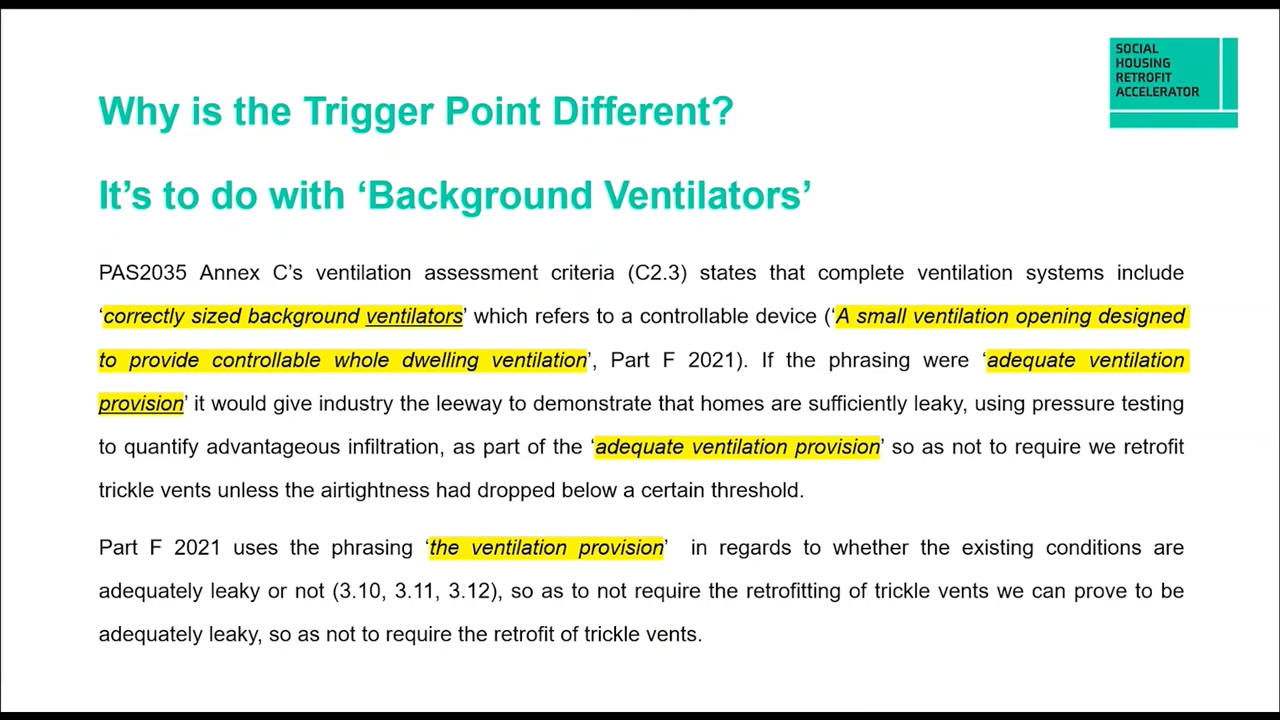 SOCIAL
HOUSING
RETROFIT
ACCELERATOR
Why is the Trigger Point Different?
It’s to do with ‘Background Ventilators’
PAS2035 Annex C’s ventilation assessment criteria (C2.3) states that complete ventilation systems include
‘correctly sized background ventilators’ which refers to a controllable device (‘A small ventilation opening designed
to provide controllable whole dwelling ventilation’, Part F 2021). If the phrasing were ‘adequate ventilation
provision’ it would give industry the leeway to demonstrate that homes are sufficiently leaky, using pressure testing
to quantify advantageous infiltration, as part of the ‘adequate ventilation provision’ so as not to require we retrofit
trickle vents unless the airtightness had dropped below a certain threshold.
Part F 2021 uses the phrasing ‘the ventilation provision’ in regards to whether the existing conditions are
adequately leaky or not (3.10, 3.11, 3.12), so as to not require the retrofitting of trickle vents we can prove to be
adequately leaky, so as not to require the retrofit of trickle vents.